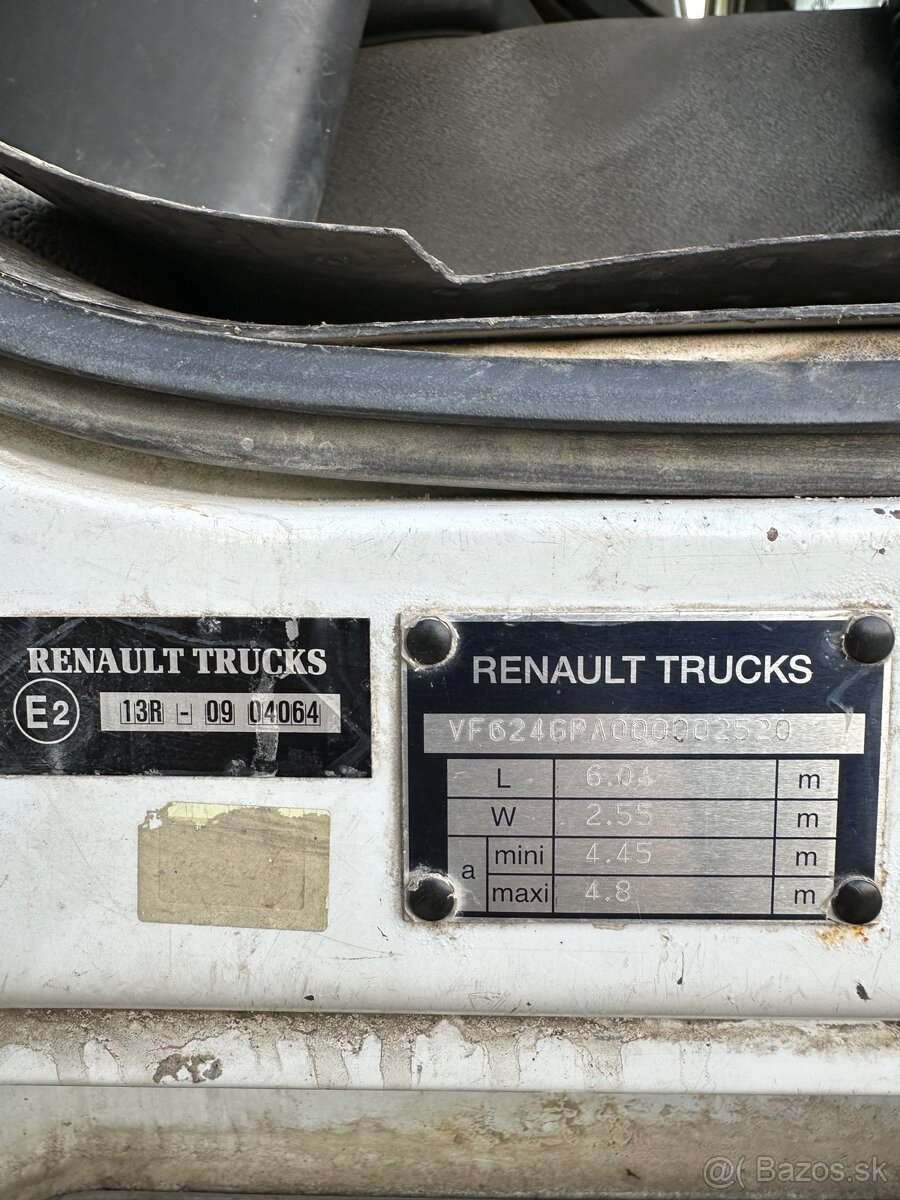 RENAULT TRUCKS
E2 13R - 09 04064
RENAULT TRUCKS
VF624GPA000002520
L 6.04 m
W 2.55 m
a mini 4.45 m
maxi 4.8 m
@( Bazos.sk